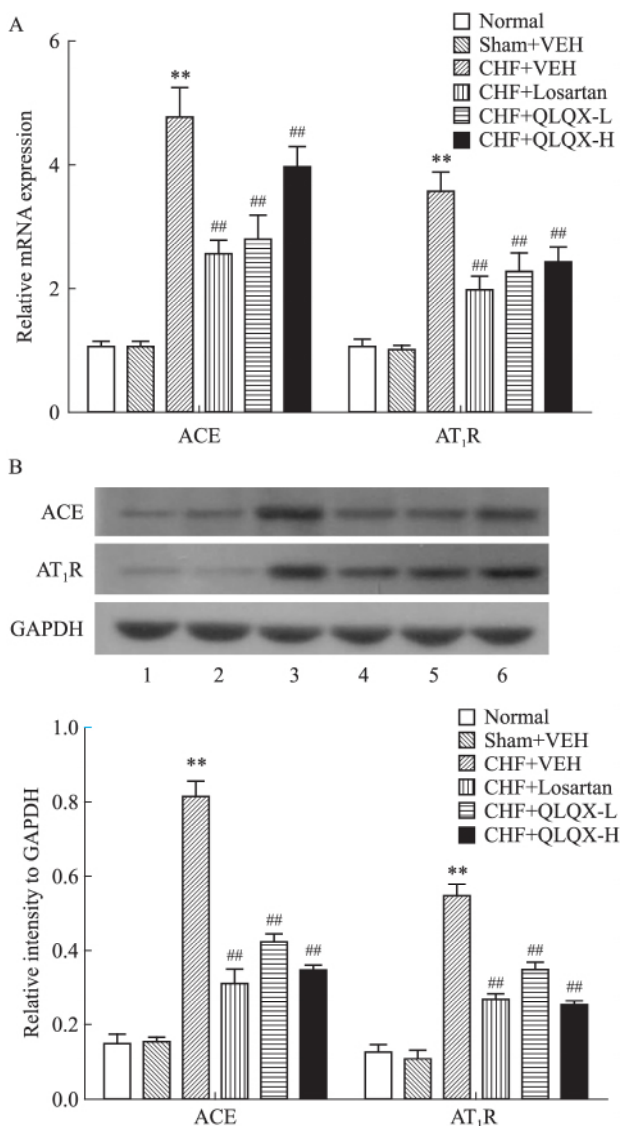 A
Normal
Sham+VEH
CHF+VEH
CHF+Losartan
CHF+QLQX-L
CHF+QLQX-H
Relative mRNA expression
6
4
2
0
**
##
##
##
**
##
##
##
ACE
AT₁R
B
ACE
AT₁R
GAPDH
1 2 3 4 5 6
Normal
Sham+VEH
CHF+VEH
CHF+Losartan
CHF+QLQX-L
CHF+QLQX-H
Relative intensity to GAPDH
1.0
0.8
0.6
0.4
0.2
0.0
**
##
##
##
**
##
##
##
ACE
AT₁R